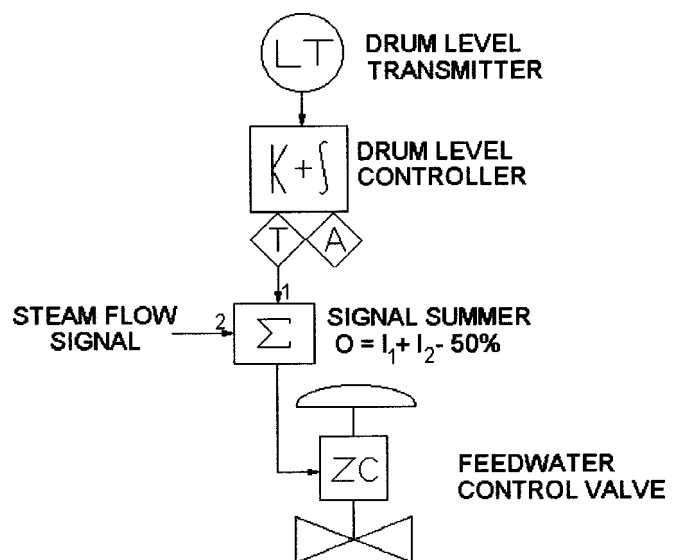 LT
DRUM LEVEL
TRANSMITTER
K+∫
DRUM LEVEL
CONTROLLER
T A
1
STEAM FLOW
SIGNAL
2
Σ
SIGNAL SUMMER
O = I₁ + I₂ - 50%
ZC
FEEDWATER
CONTROL VALVE